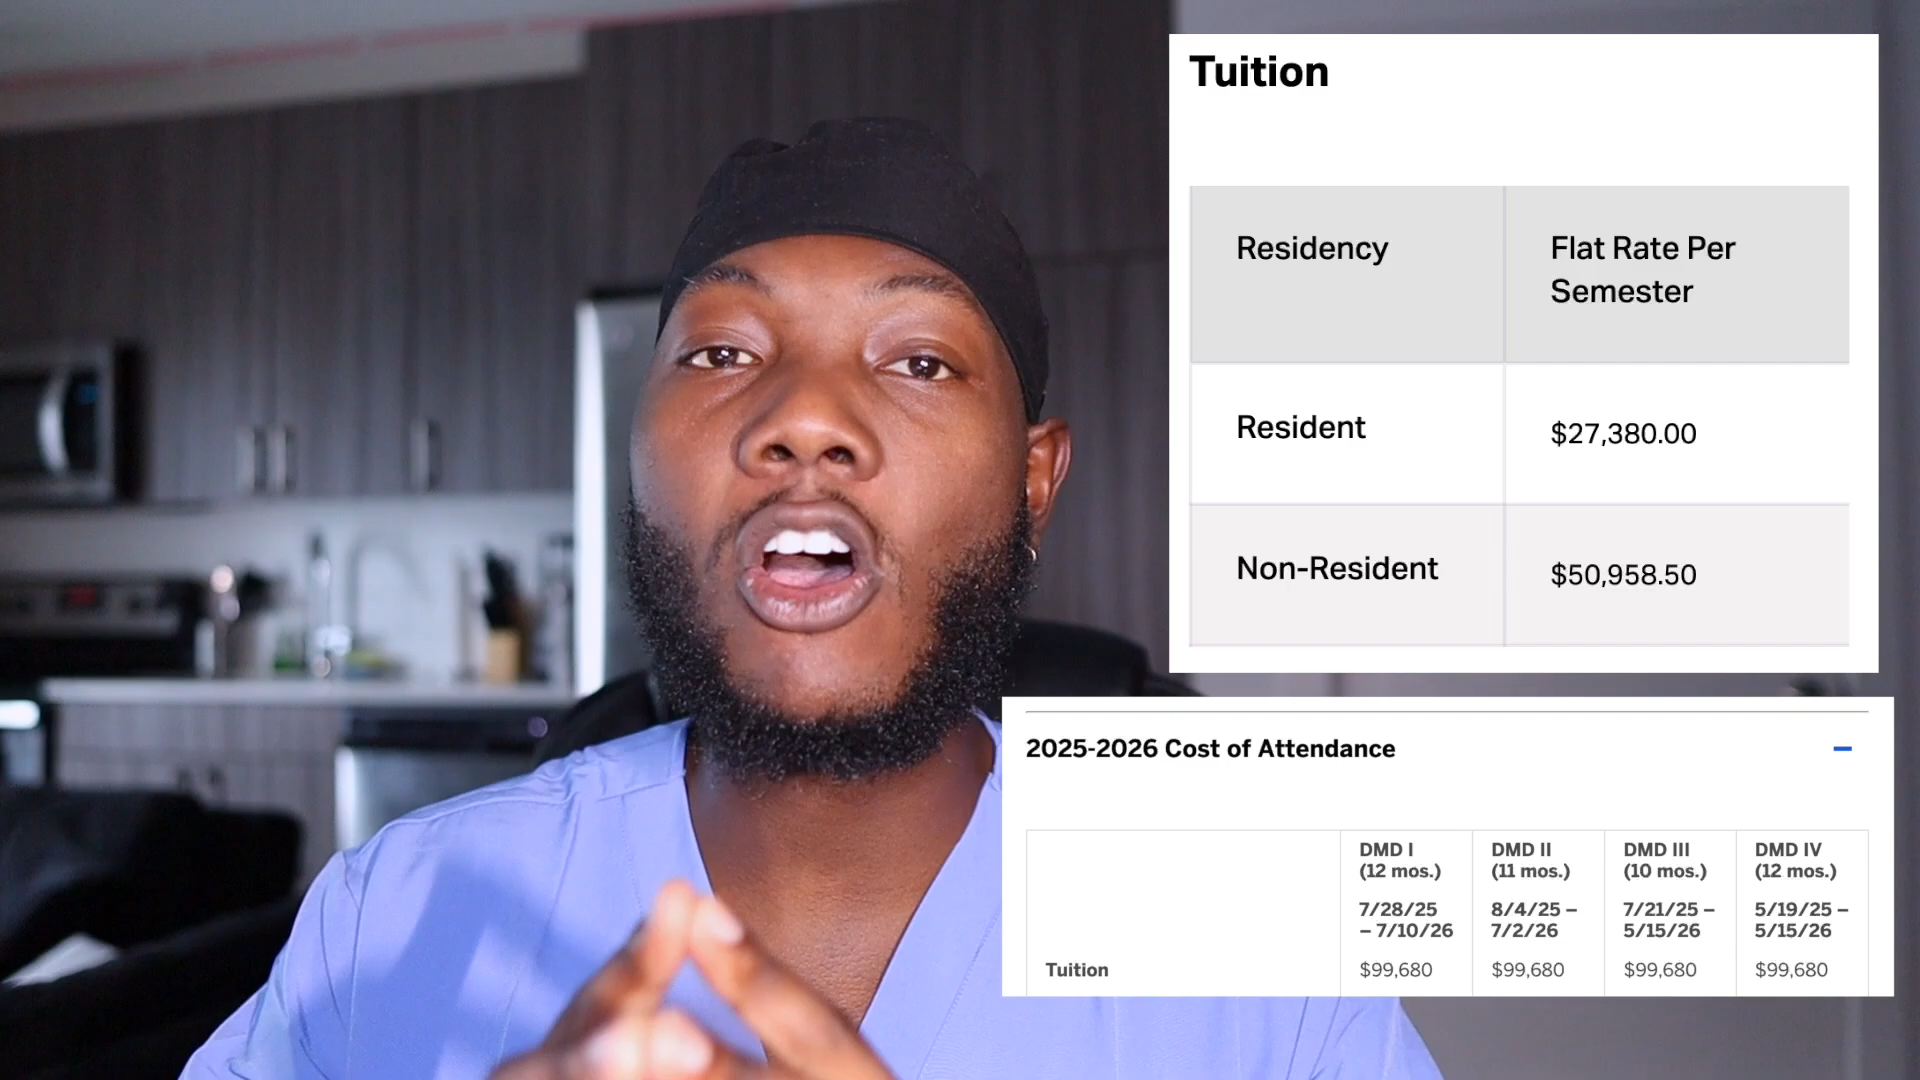 Tuition
Residency
Flat Rate Per
Semester
Resident
$27,380.00
Non-Resident
$50,958.50
2025-2026 Cost of Attendance
DMD I
(12 mos.)
7/28/25
– 7/10/26
DMD II
(11 mos.)
8/4/25 –
7/2/26
DMD III
(10 mos.)
7/21/25 –
5/15/26
DMD IV
(12 mos.)
5/19/25 –
5/15/26
Tuition $99,680 $99,680 $99,680 $99,680